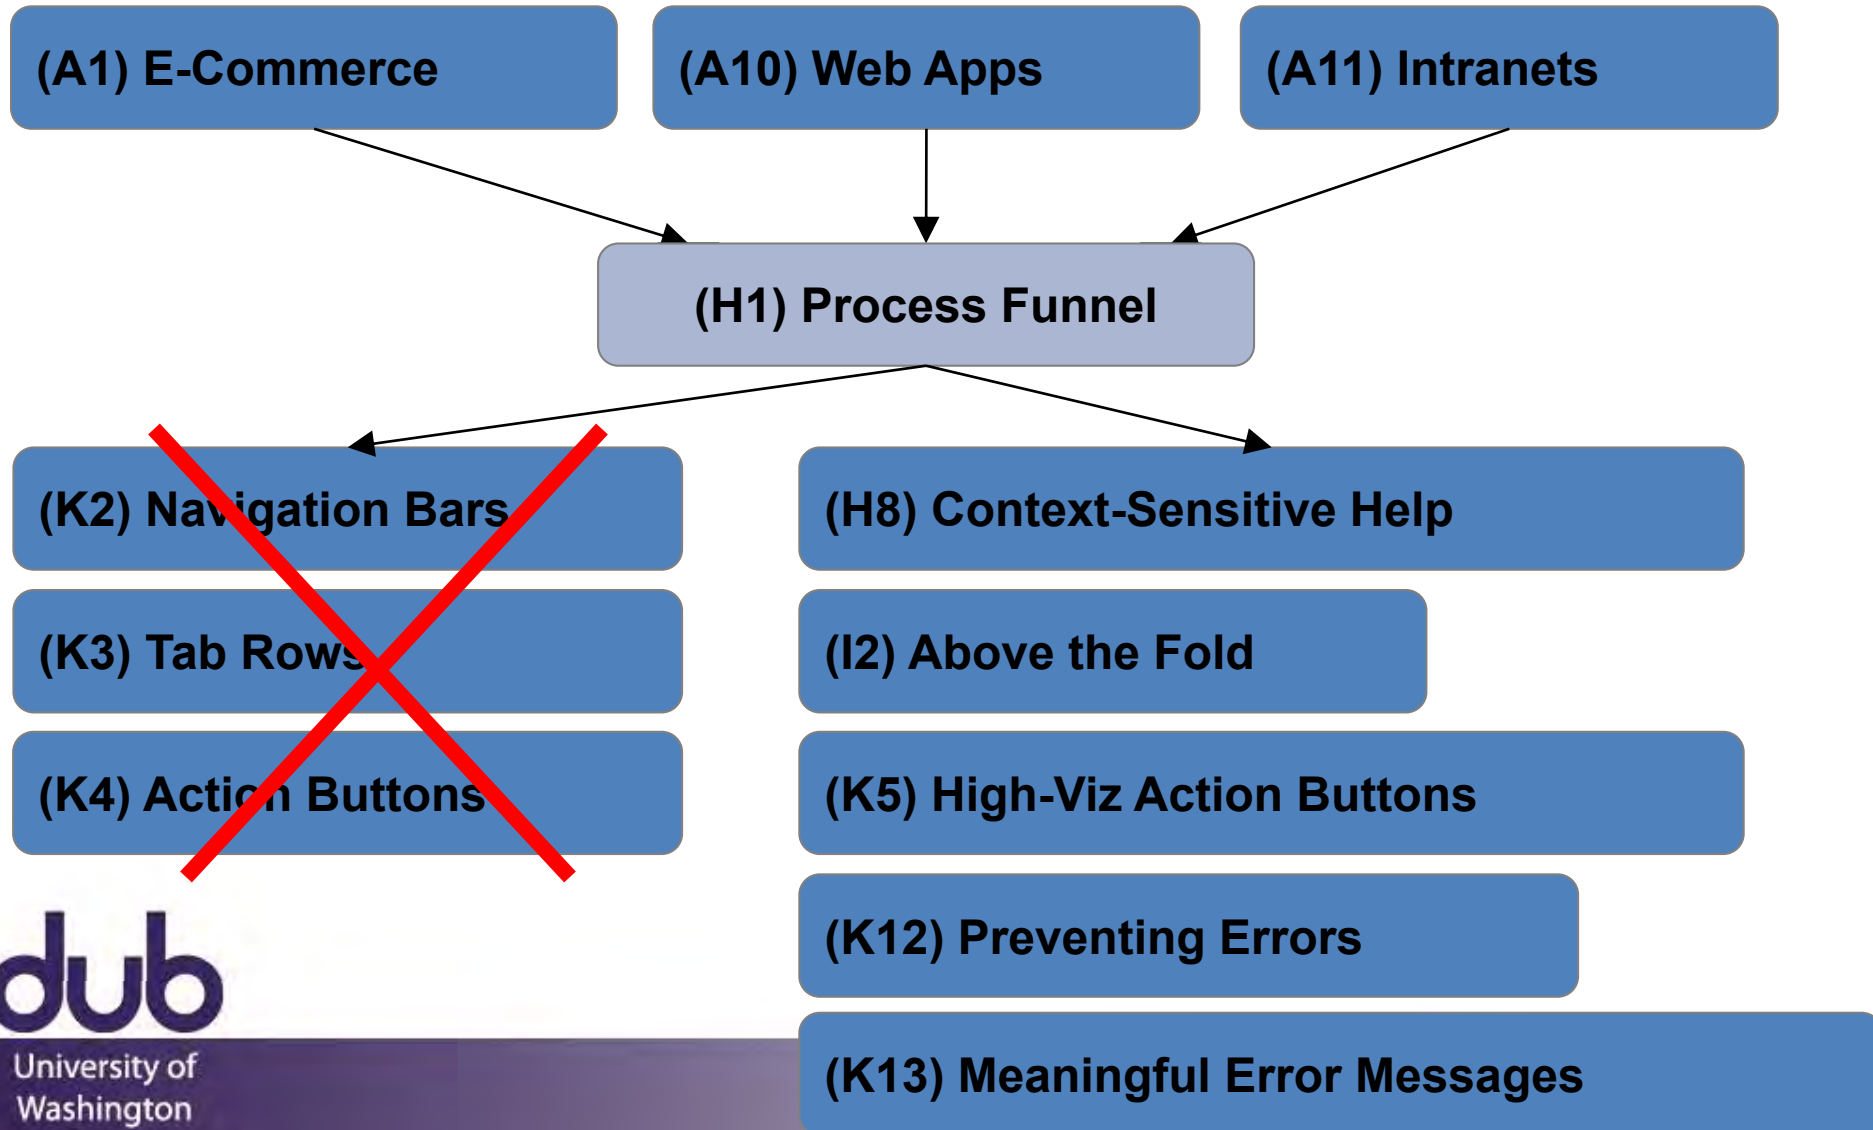 (A1) E-Commerce
(A10) Web Apps
(A11) Intranets
(H1) Process Funnel
(K2) Navigation Bars
(K3) Tab Rows
(K4) Action Buttons
(H8) Context-Sensitive Help
(I2) Above the Fold
(K5) High-Viz Action Buttons
(K12) Preventing Errors
(K13) Meaningful Error Messages
dub
University of
Washington